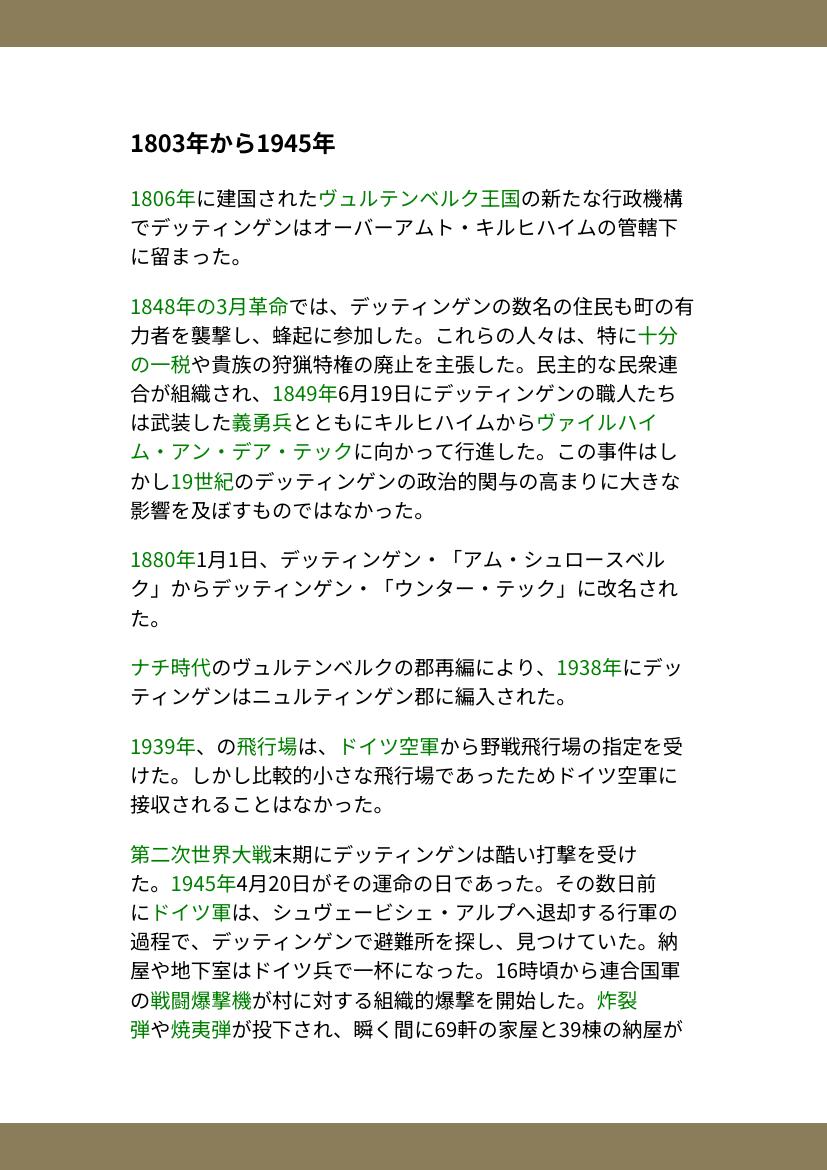 1803年から1945年
1806年に建国されたヴュルテンベルク王国の新たな行政機構
でデッティンゲンはオーバーアムト・キルヒハイムの管轄下
に留まった。
1848年の3月革命では、デッティンゲンの数名の住民も町の有
力者を襲撃し、蜂起に参加した。これらの人々は、特に十分
の一税や貴族の狩猟特権の廃止を主張した。民主的な民衆連
合が組織され、1849年6月19日にデッティンゲンの職人たち
は武装した義勇兵とともにキルヒハイムからヴァイルハイ
ム・アン・デア・テックに向かって行進した。この事件はし
かし19世紀のデッティンゲンの政治的関与の高まりに大きな
影響を及ぼすものではなかった。
1880年1月1日、デッティンゲン・「アム・シュロースベル
ク」からデッティンゲン・「ウンター・テック」に改名され
た。
ナチ時代のヴュルテンベルクの郡再編により、1938年にデッ
ティンゲンはニュルティンゲン郡に編入された。
1939年、の飛行場は、ドイツ空軍から野戦飛行場の指定を受
けた。しかし比較的小さな飛行場であったためドイツ空軍に
接収されることはなかった。
第二次世界大戦末期にデッティンゲンは酷い打撃を受け
た。1945年4月20日がその運命の日であった。その数日前
にドイツ軍は、シュヴェービシェ・アルプへ退却する行軍の
過程で、デッティンゲンで避難所を探し、見つけていた。納
屋や地下室はドイツ兵で一杯になった。16時頃から連合国軍
の戦闘爆撃機が村に対する組織的爆撃を開始した。炸裂
弾や焼夷弾が投下され、瞬く間に69軒の家屋と39棟の納屋が